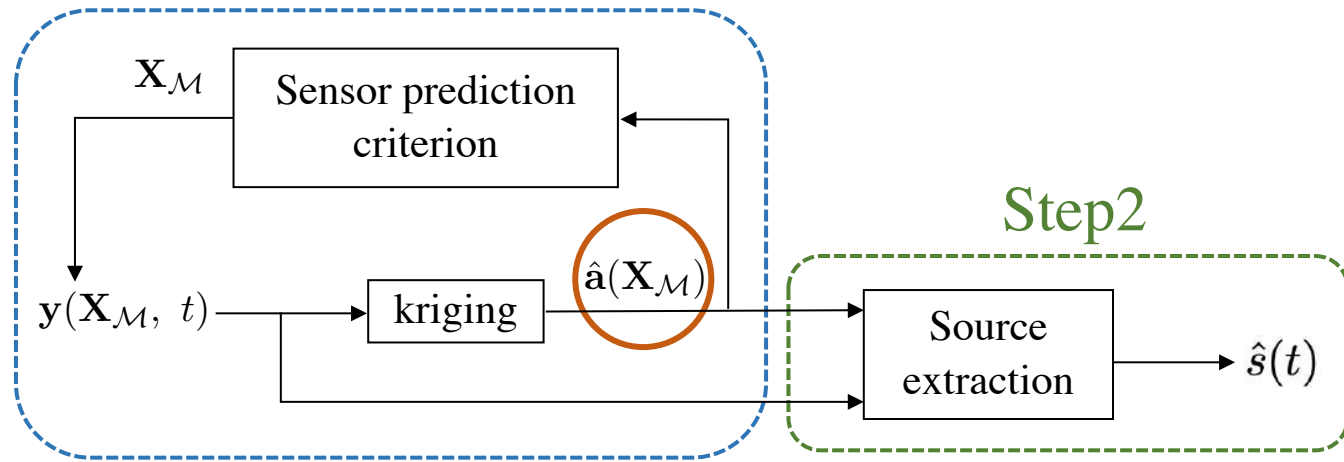 𝐗_ℳ
Sensor prediction
criterion
Step2
𝐲(𝐗_ℳ, t)
kriging
𝐚̂(𝐗_ℳ)
Source
extraction
ŝ(t)